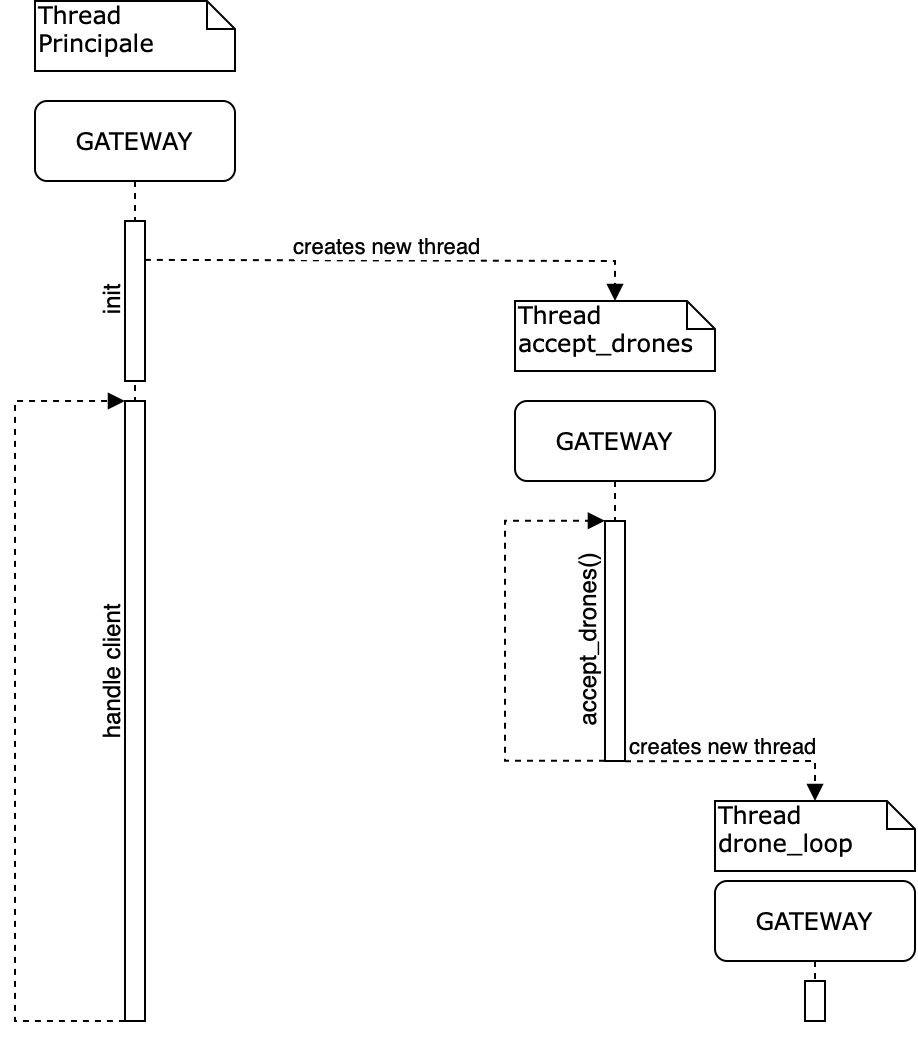 Thread
Principale
GATEWAY
creates new thread
init
Thread
accept_drones
GATEWAY
accept_drones()
handle client
creates new thread
Thread
drone_loop
GATEWAY